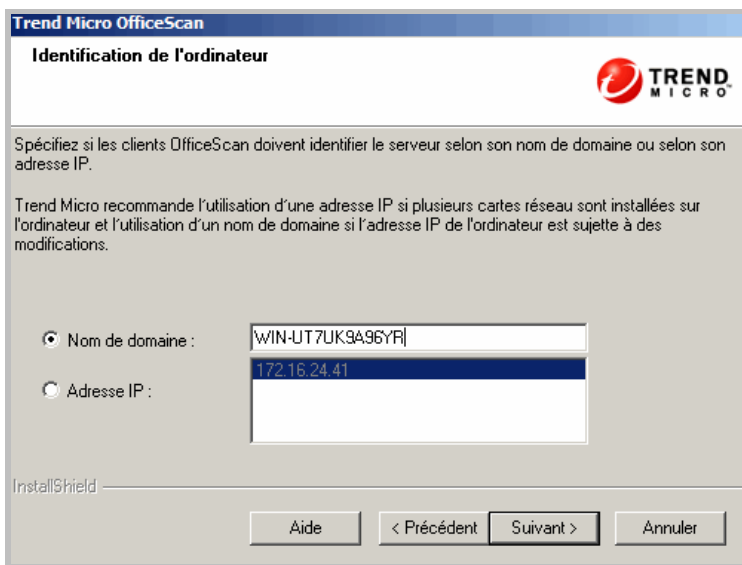 Trend Micro OfficeScan
Identification de l'ordinateur
TREND
MICRO
Spécifiez si les clients OfficeScan doivent identifier le serveur selon son nom de domaine ou selon son
adresse IP.
Trend Micro recommande l'utilisation d'une adresse IP si plusieurs cartes réseau sont installées sur
l'ordinateur et l'utilisation d'un nom de domaine si l'adresse IP de l'ordinateur est sujette à des
modifications.
Nom de domaine :
WIN-UT7UK9A96YR
172.16.24.41
Adresse IP :
InstallShield
Aide
< Précédent
Suivant >
Annuler